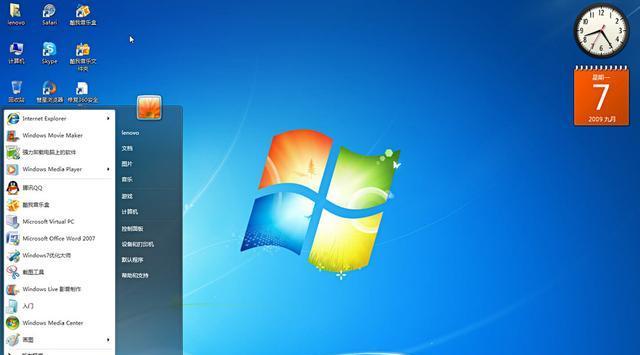 lenovo
Safari
酷我音乐盒
计算机
Skype
酷我音乐文件夹
回收站
彗星浏览器
修复360安全
星期一
7
2009 九月
Internet Explorer
Windows Movie Maker
强力卸载电脑上的软件
Windows Media Player
腾讯QQ
酷我音乐盒
Microsoft Virtual PC
Microsoft Office Word 2007
Windows7优化大师
截图工具
Windows Live 影音制作
入门
Windows Media Center
画图
lenovo
文档
图片
音乐
游戏
计算机
控制面板
设备和打印机
默认程序
帮助和支持